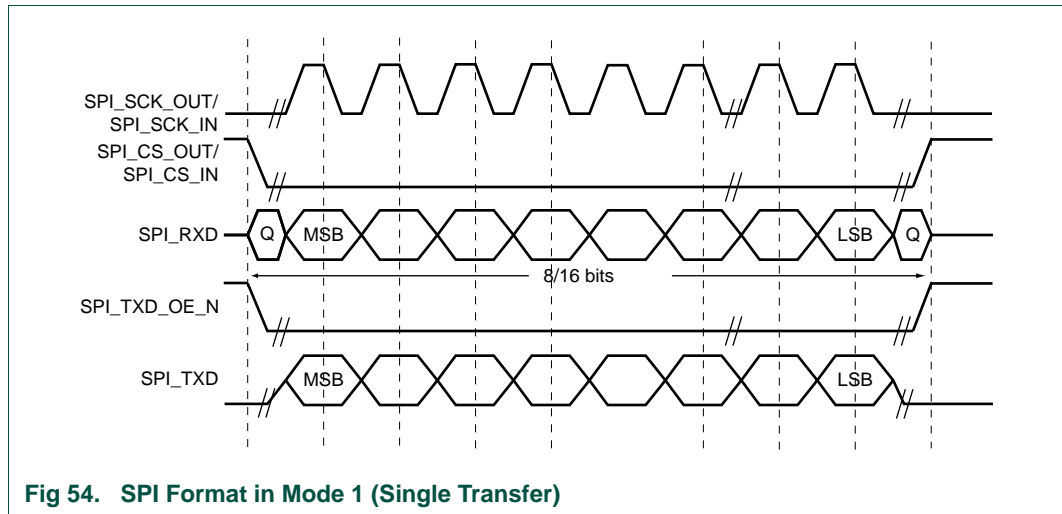 SPI_SCK_OUT/
SPI_SCK_IN
SPI_CS_OUT/
SPI_CS_IN
SPI_RXD
Q
MSB
LSB
Q
8/16 bits
SPI_TXD_OE_N
SPI_TXD
MSB
LSB
Fig 54. SPI Format in Mode 1 (Single Transfer)